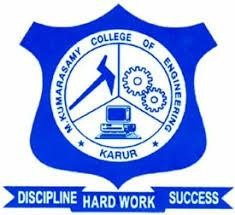 M.KUMARASAMY COLLEGE OF ENGINEERING
KARUR
DISCIPLINE HARD WORK SUCCESS